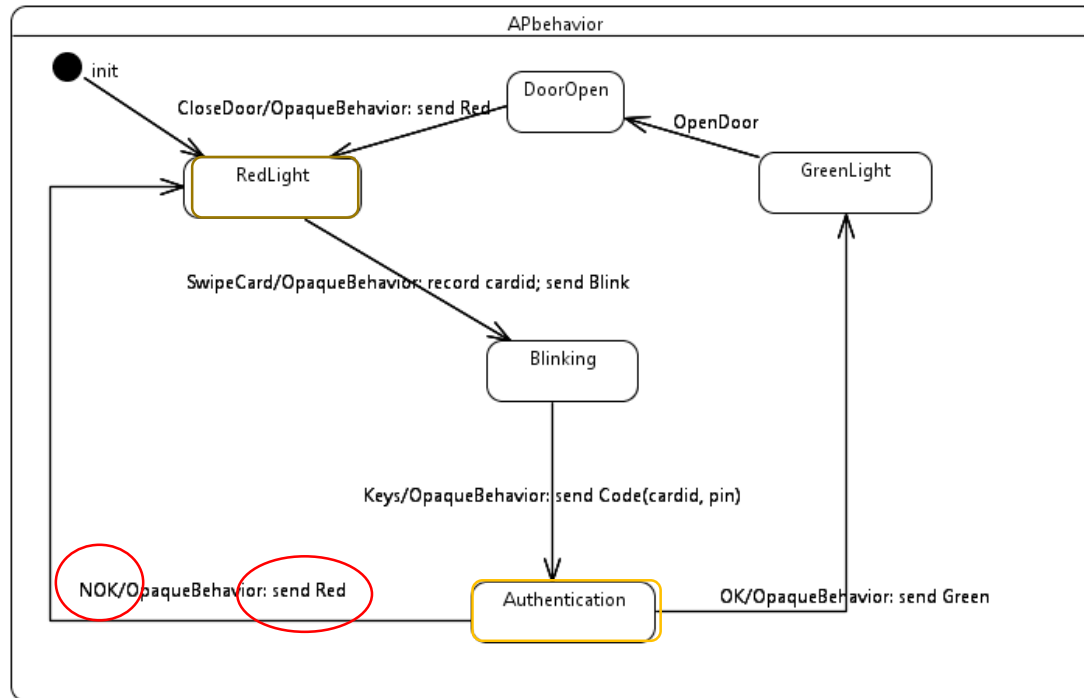 APbehavior
init
DoorOpen
CloseDoor/OpaqueBehavior: send Red
OpenDoor
RedLight
GreenLight
SwipeCard/OpaqueBehavior: record cardid; send Blink
Blinking
Keys/OpaqueBehavior: send Code(cardid, pin)
NOK/OpaqueBehavior: send Red
Authentication
OK/OpaqueBehavior: send Green